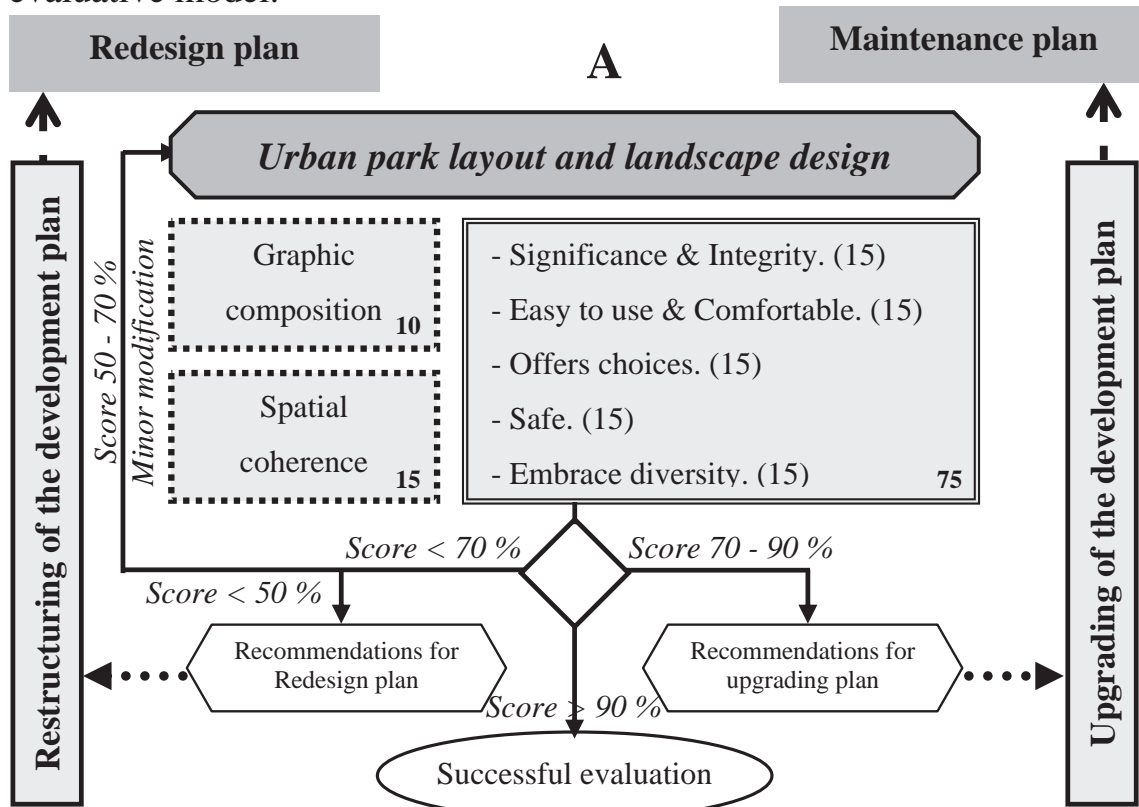 evaluative model.
Redesign plan
A
Maintenance plan
Urban park layout and landscape design
Restructuring of the development plan
Score 50 - 70 %
Minor modification
Graphic
composition 10
Spatial
coherence 15
- Significance & Integrity. (15)
- Easy to use & Comfortable. (15)
- Offers choices. (15)
- Safe. (15)
- Embrace diversity. (15) 75
Upgrading of the development plan
Score < 70 %
Score 70 - 90 %
Score < 50 %
Recommendations for
Redesign plan
Recommendations for
upgrading plan
Score > 90 %
Successful evaluation